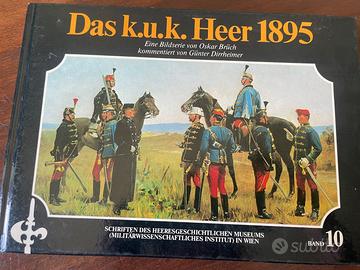 Das k.u.k. Heer 1895
Eine Bildserie von Oskar Brüch
kommentiert von Günter Dirrheimer
SCHRIFTEN DES HEERESGESCHICHTLICHEN MUSEUMS
(MILITÄRWISSENSCHAFTLICHES INSTITUT) IN WIEN
BAND 10
subito